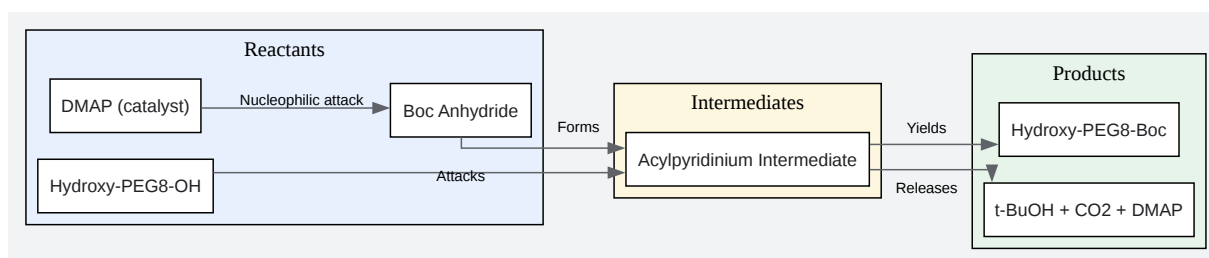 Reactants
DMAP (catalyst)
Nucleophilic attack
Boc Anhydride
Hydroxy-PEG8-OH
Attacks
Forms
Intermediates
Acylpyridinium Intermediate
Yields
Releases
Products
Hydroxy-PEG8-Boc
t-BuOH + CO2 + DMAP